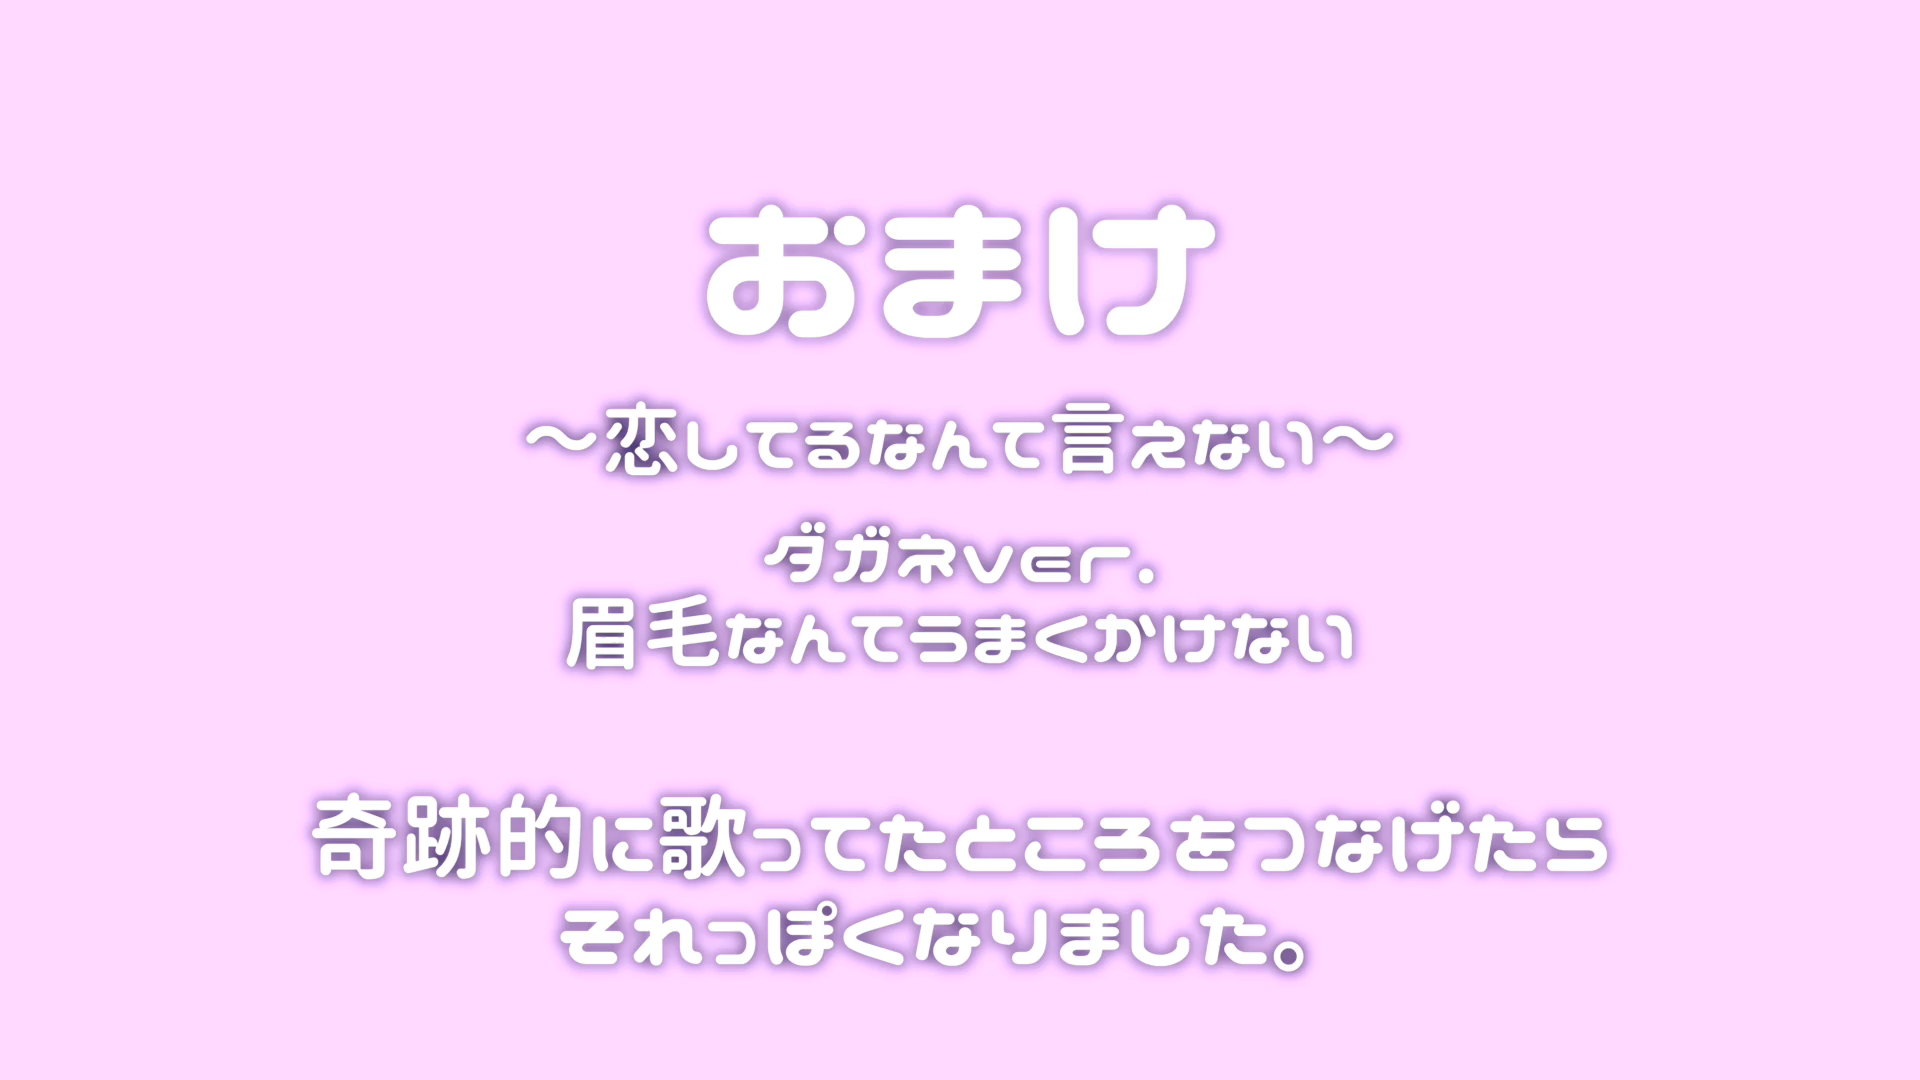 おまけ
〜恋してるなんて言えない〜
ダガネver.
眉毛なんてうまくかけない
奇跡的に歌ってたところをつなげたら
それっぽくなりました。